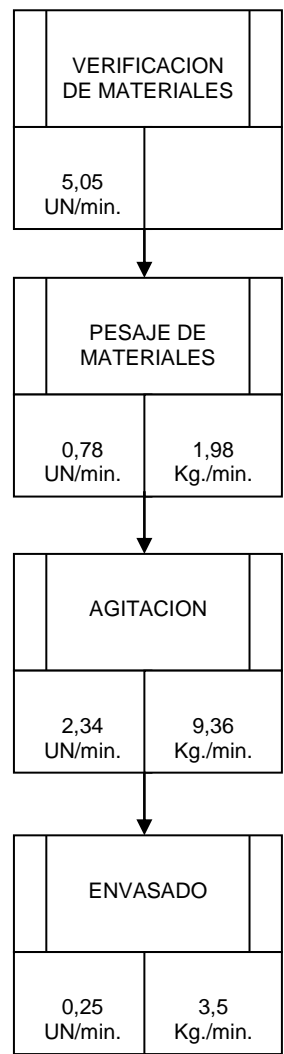 VERIFICACION
DE MATERIALES
5,05
UN/min.
PESAJE DE
MATERIALES
0,78
UN/min.
1,98
Kg./min.
AGITACION
2,34
UN/min.
9,36
Kg./min.
ENVASADO
0,25
UN/min.
3,5
Kg./min.